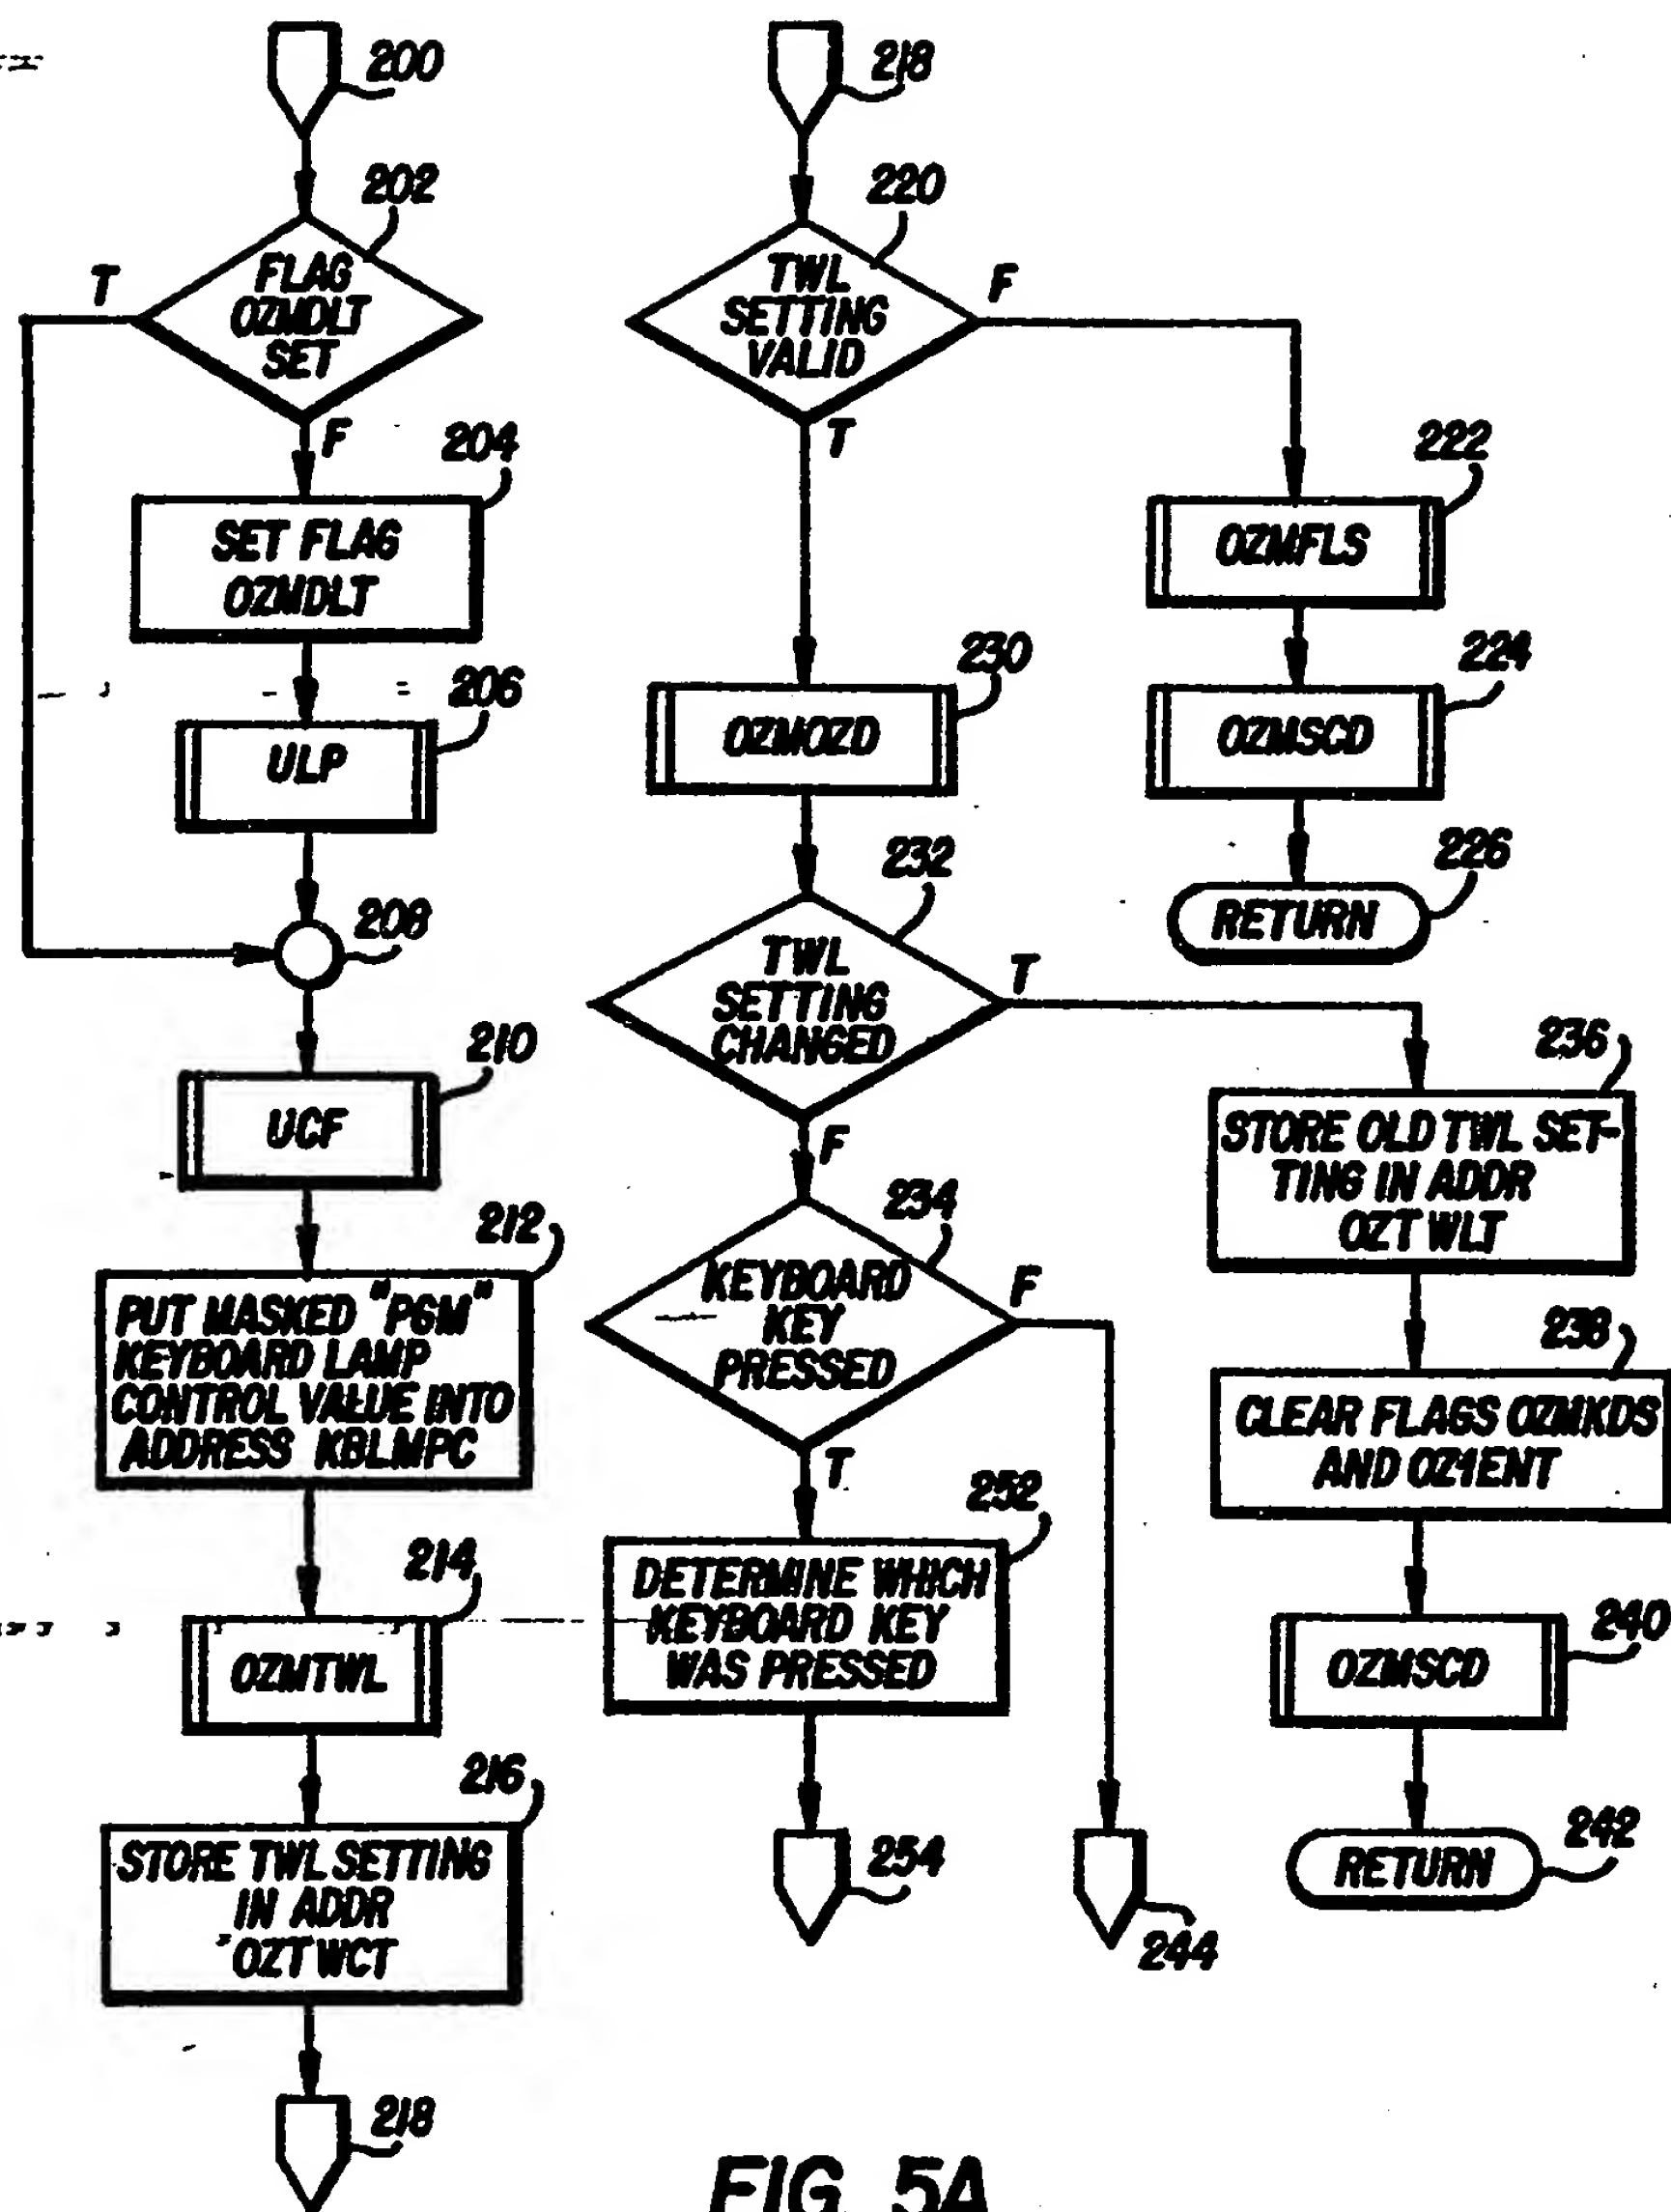 200
202
T
FLAG
OZMDLT
SET
F
204
SET FLAG
OZMDLT
206
ULP
208
210
UCF
212
PUT MASKED "PGM"
KEYBOARD LAMP
CONTROL VALUE INTO
ADDRESS KBLMPC
214
OZMTWL
216
STORE TWL SETTING
IN ADDR
OZTWCT
218
218
220
TWL
SETTING
VALID
F
T
222
OZMFLS
224
OZMSCD
226
RETURN
230
OZMOZD
232
TWL
SETTING
CHANGED
T
F
234
KEYBOARD
KEY
PRESSED
F
T
252
DETERMINE WHICH
KEYBOARD KEY
WAS PRESSED
254
244
236
STORE OLD TWL SET-
TING IN ADDR
OZT WLT
238
CLEAR FLAGS OZMKDS
AND OZ1ENT
240
OZMSCD
242
RETURN
FIG. 5A